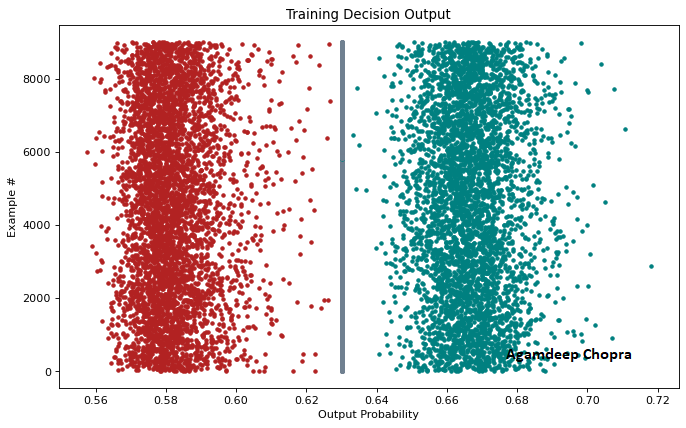 Training Decision Output
Example #
8000
6000
4000
2000
0
Agamdeep Chopra
0.56 0.58 0.60 0.62 0.64 0.66 0.68 0.70 0.72
Output Probability